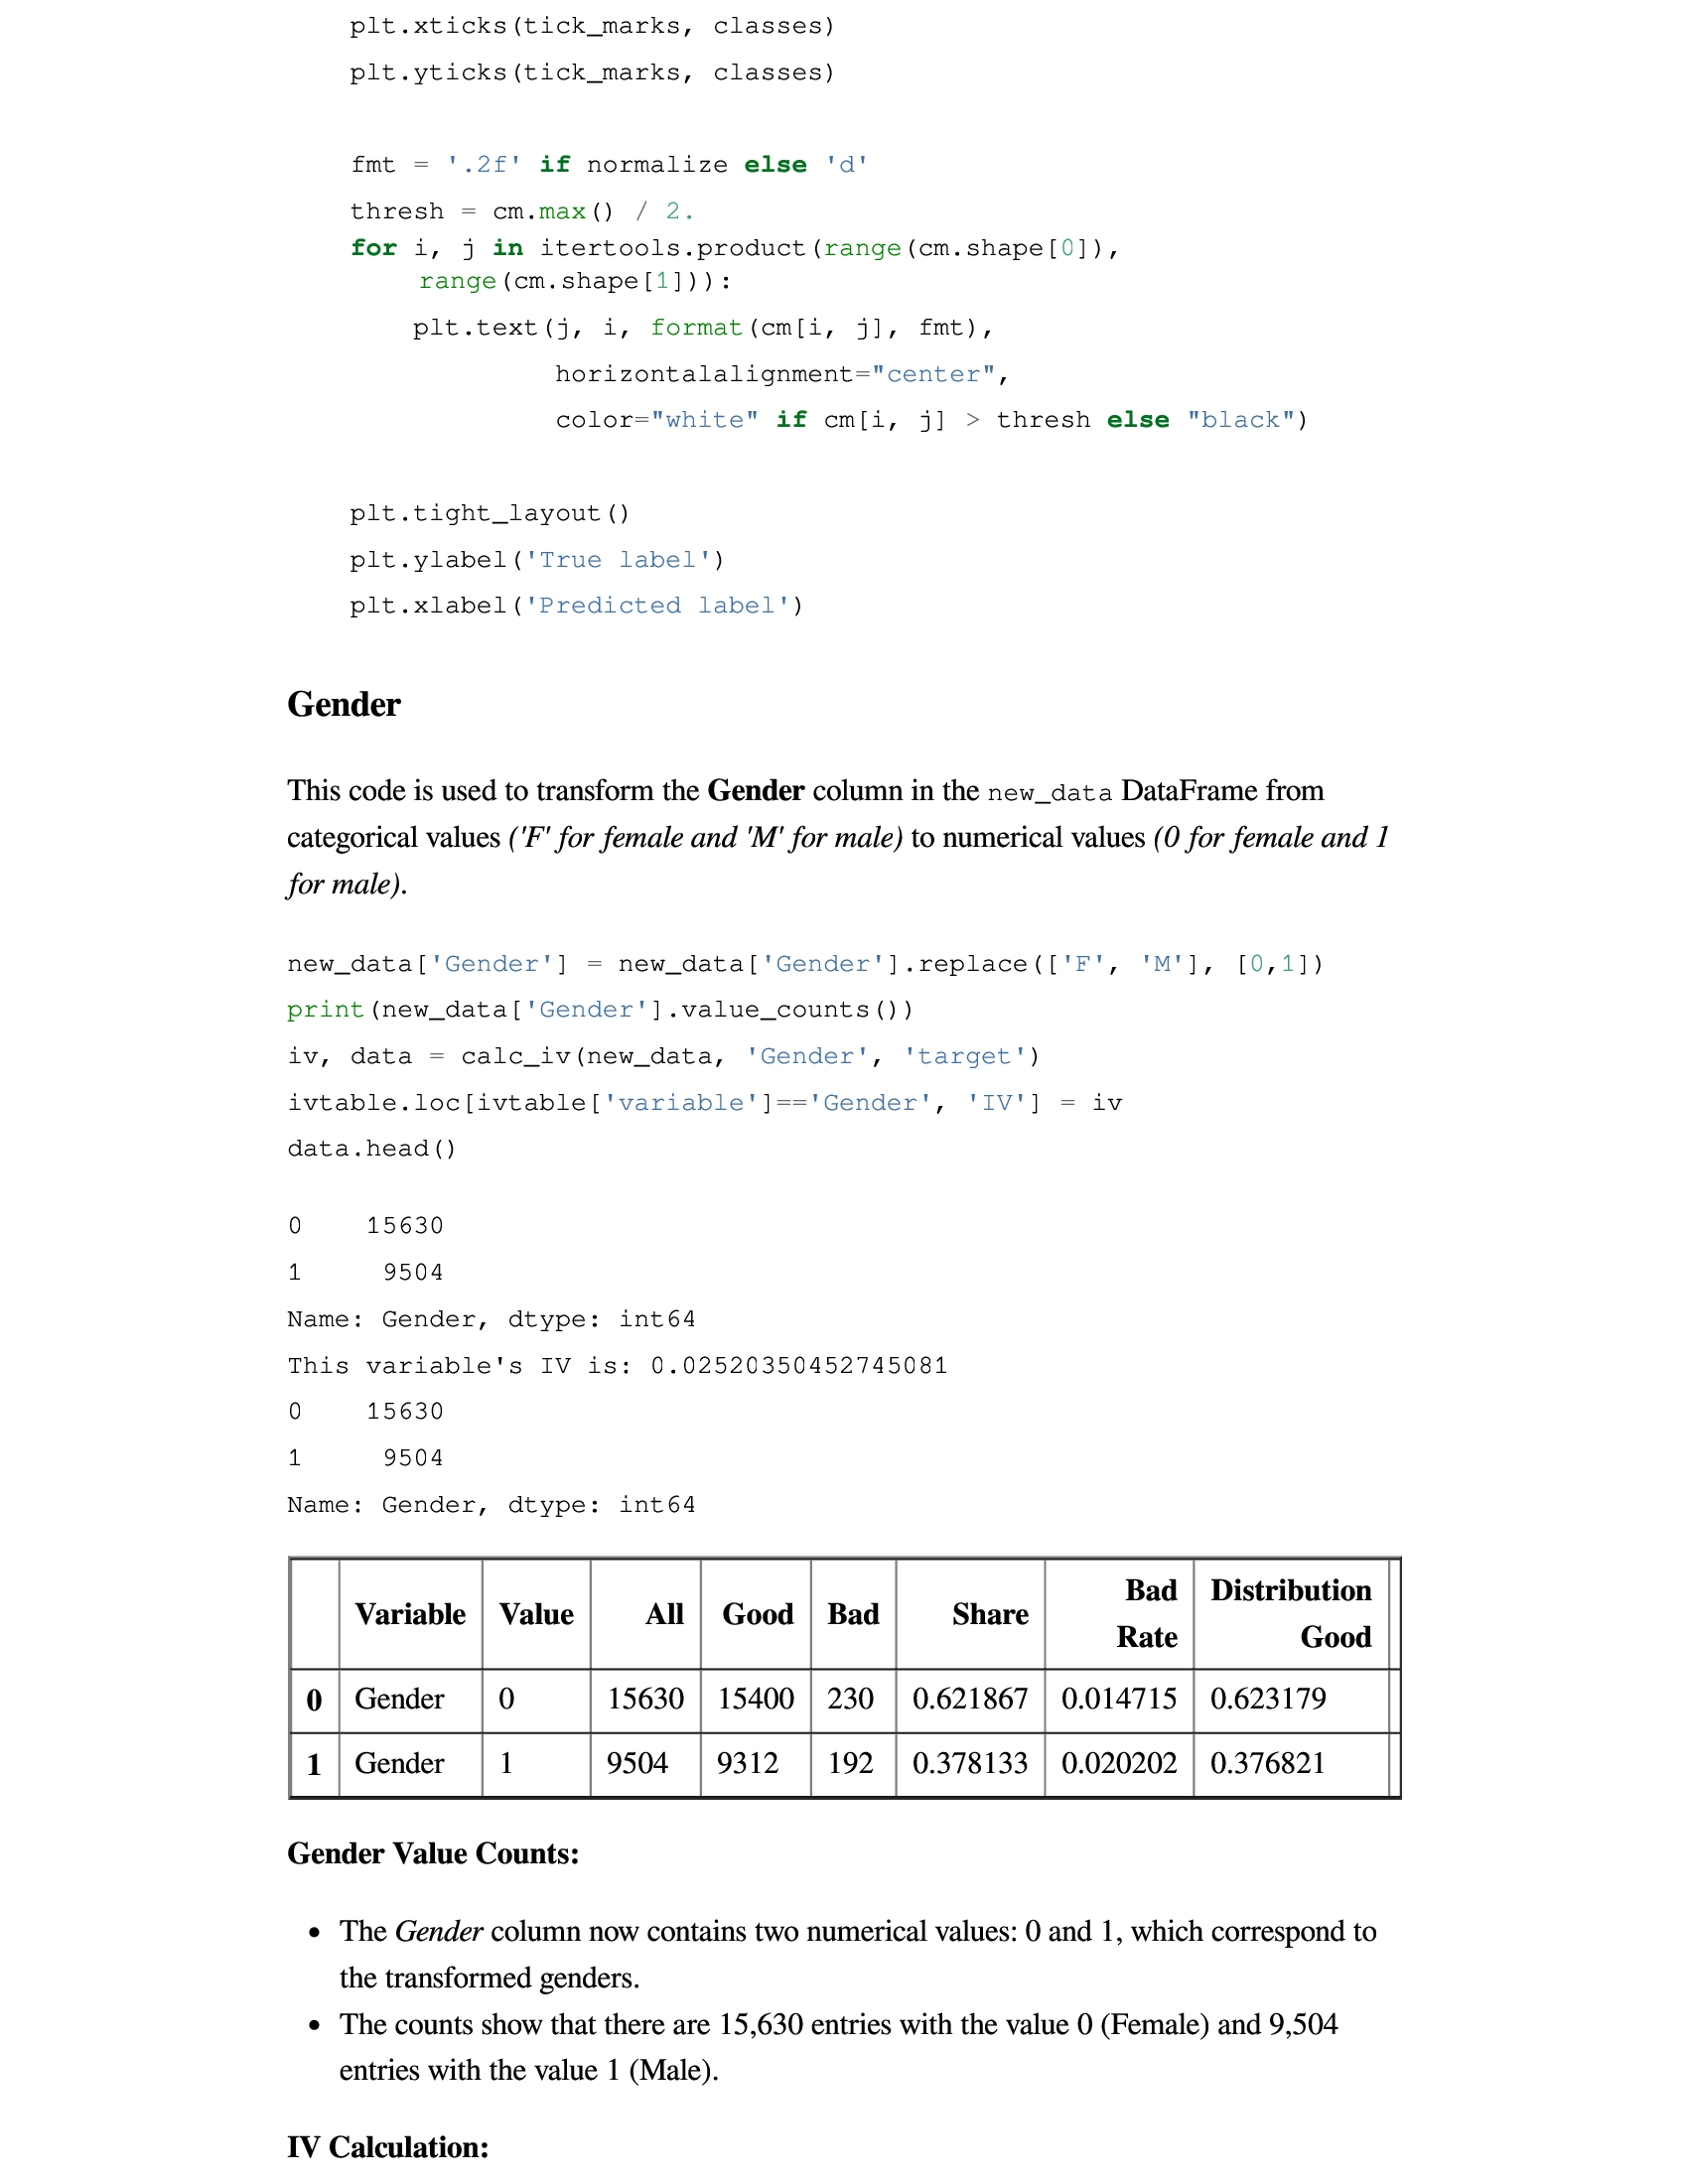 plt.xticks(tick_marks, classes)
plt.yticks(tick_marks, classes)
fmt = '.2f' if normalize else 'd'
thresh = cm.max() / 2.
for i, j in itertools.product(range(cm.shape[0]),
range(cm.shape[1])):
plt.text(j, i, format(cm[i, j], fmt),
horizontalalignment="center",
color="white" if cm[i, j] > thresh else "black")
plt.tight_layout()
plt.ylabel('True label')
plt.xlabel('Predicted label')
Gender
This code is used to transform the Gender column in the new_data DataFrame from
categorical values ('F' for female and 'M' for male) to numerical values (0 for female and 1
for male).
new_data['Gender'] = new_data['Gender'].replace(['F', 'M'], [0,1])
print(new_data['Gender'].value_counts())
iv, data = calc_iv(new_data, 'Gender', 'target')
ivtable.loc[ivtable['variable']=='Gender', 'IV'] = iv
data.head()
0 15630
1 9504
Name: Gender, dtype: int64
This variable's IV is: 0.02520350452745081
0 15630
1 9504
Name: Gender, dtype: int64
Variable Value All Good Bad Share Bad Rate Distribution Good
0 Gender 0 15630 15400 230 0.621867 0.014715 0.623179
1 Gender 1 9504 9312 192 0.378133 0.020202 0.376821
Gender Value Counts:
• The Gender column now contains two numerical values: 0 and 1, which correspond to
the transformed genders.
• The counts show that there are 15,630 entries with the value 0 (Female) and 9,504
entries with the value 1 (Male).
IV Calculation: